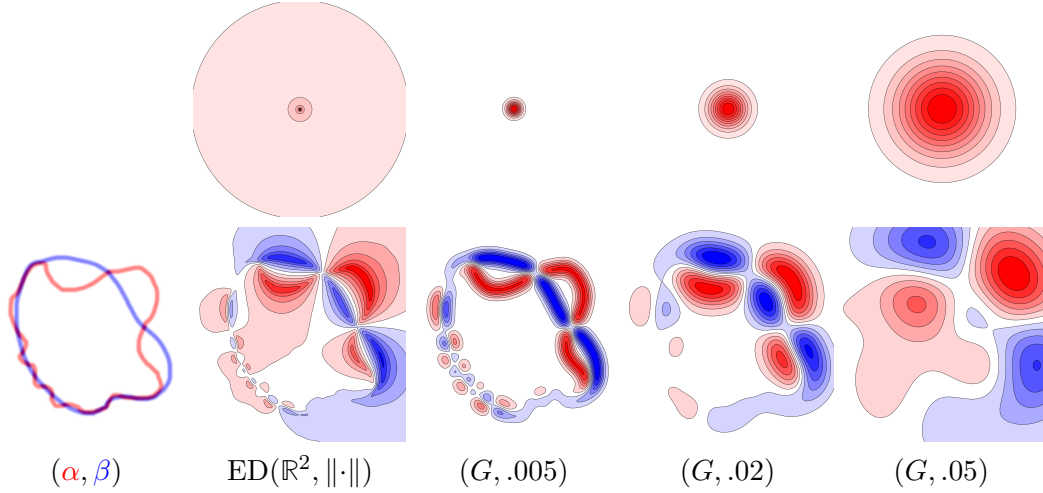 (α, β) ED(ℝ², ‖·‖) (G, .005) (G, .02) (G, .05)